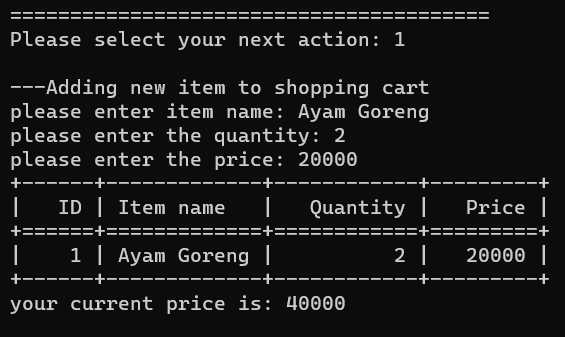 ========================================
Please select your next action: 1
---Adding new item to shopping cart
please enter item name: Ayam Goreng
please enter the quantity: 2
please enter the price: 20000
+------+-------------+------------+---------+
|   ID | Item name   |   Quantity |   Price |
+======+=============+============+=========+
|    1 | Ayam Goreng |          2 |   20000 |
+------+-------------+------------+---------+
your current price is: 40000